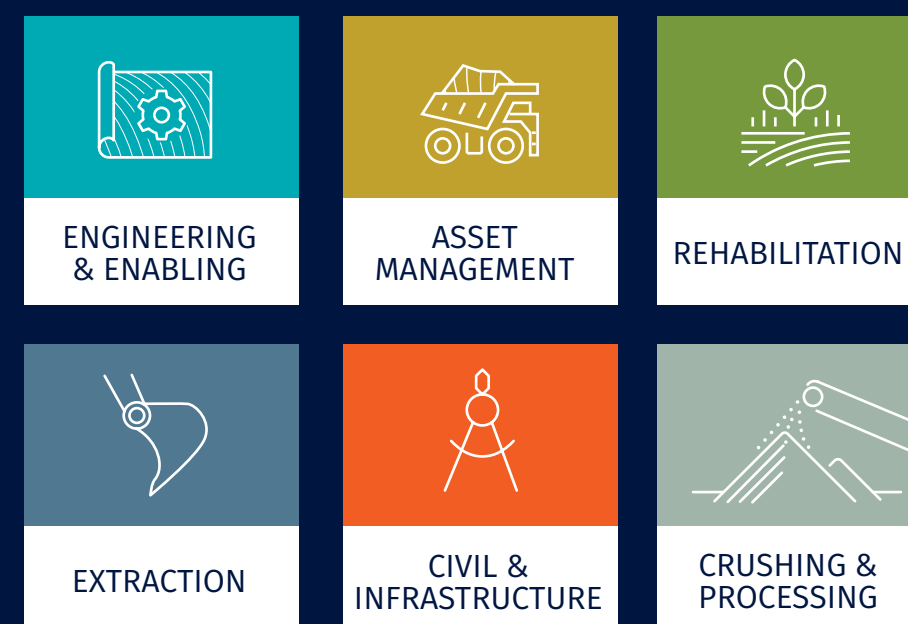 ENGINEERING
& ENABLING
ASSET
MANAGEMENT
REHABILITATION
EXTRACTION
CIVIL &
INFRASTRUCTURE
CRUSHING &
PROCESSING